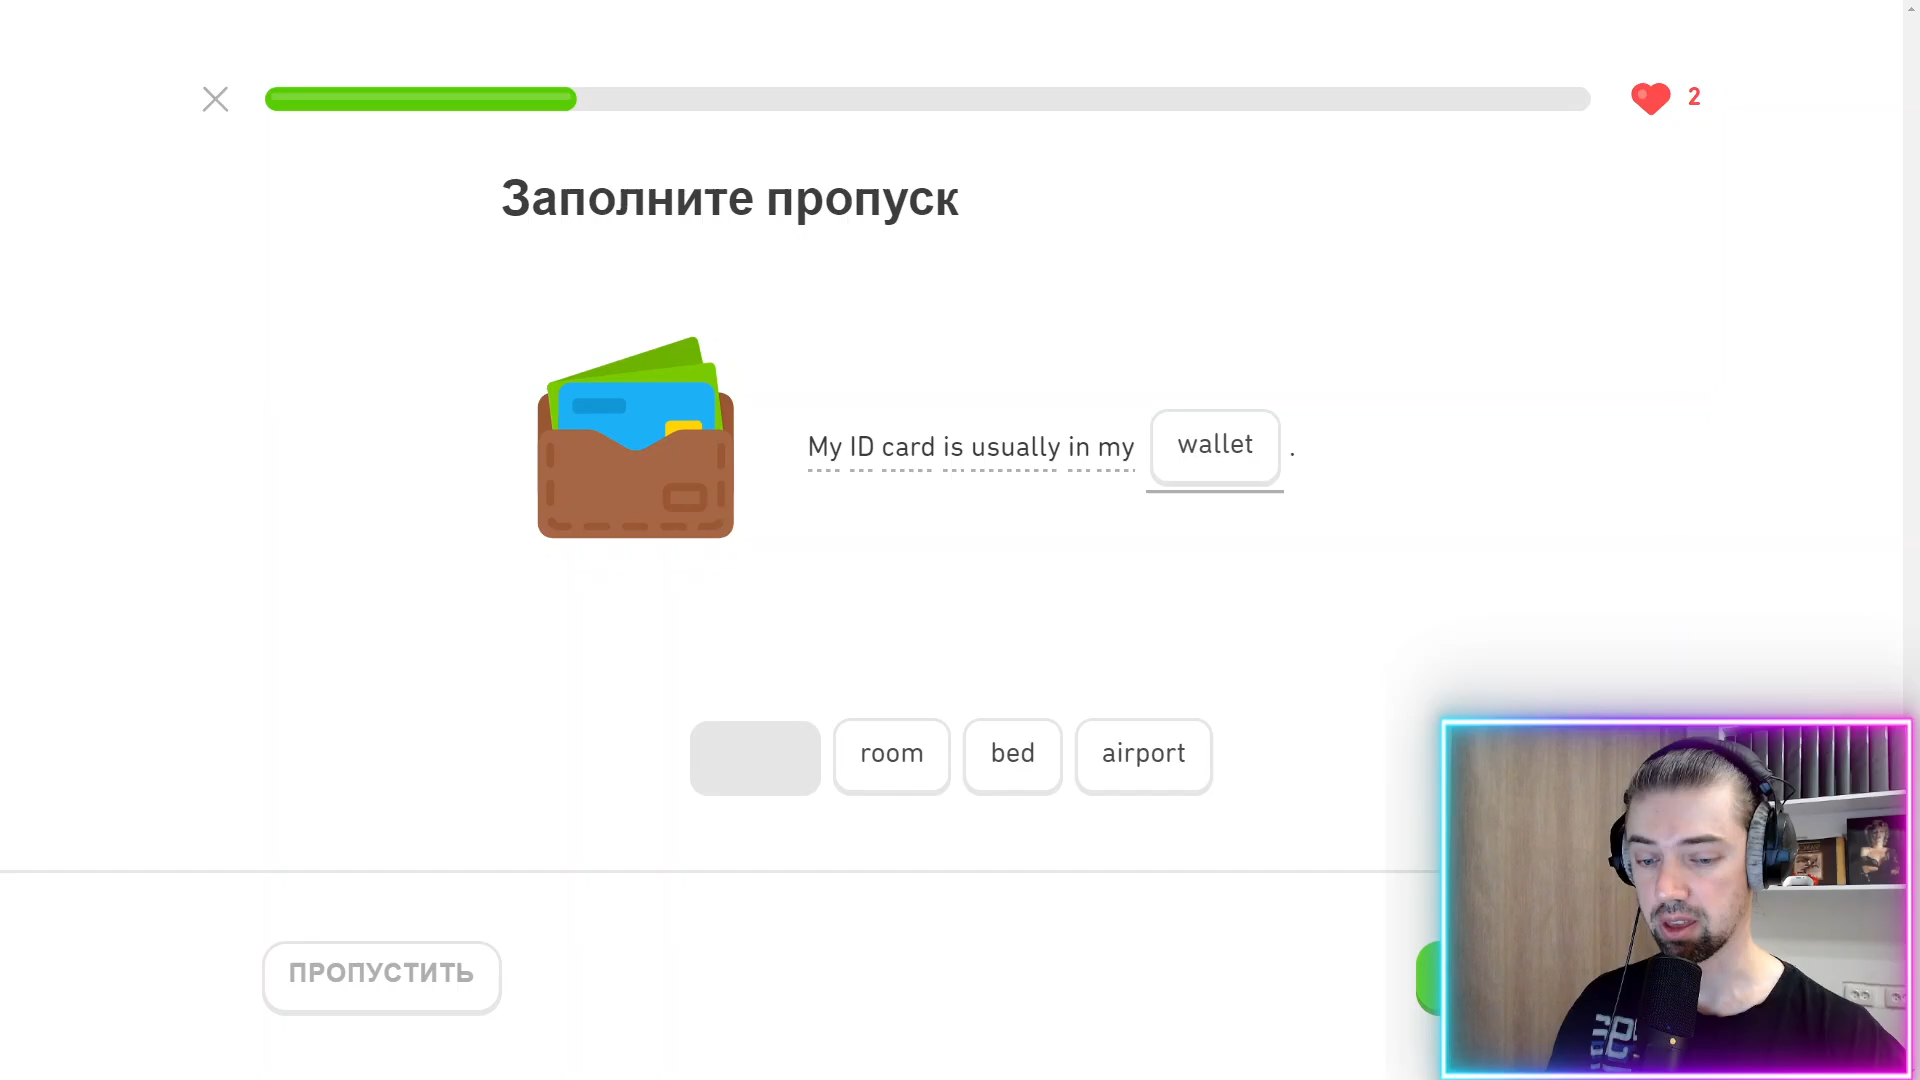 2
Заполните пропуск
My ID card is usually in my wallet .
room bed airport
ПРОПУСТИТЬ